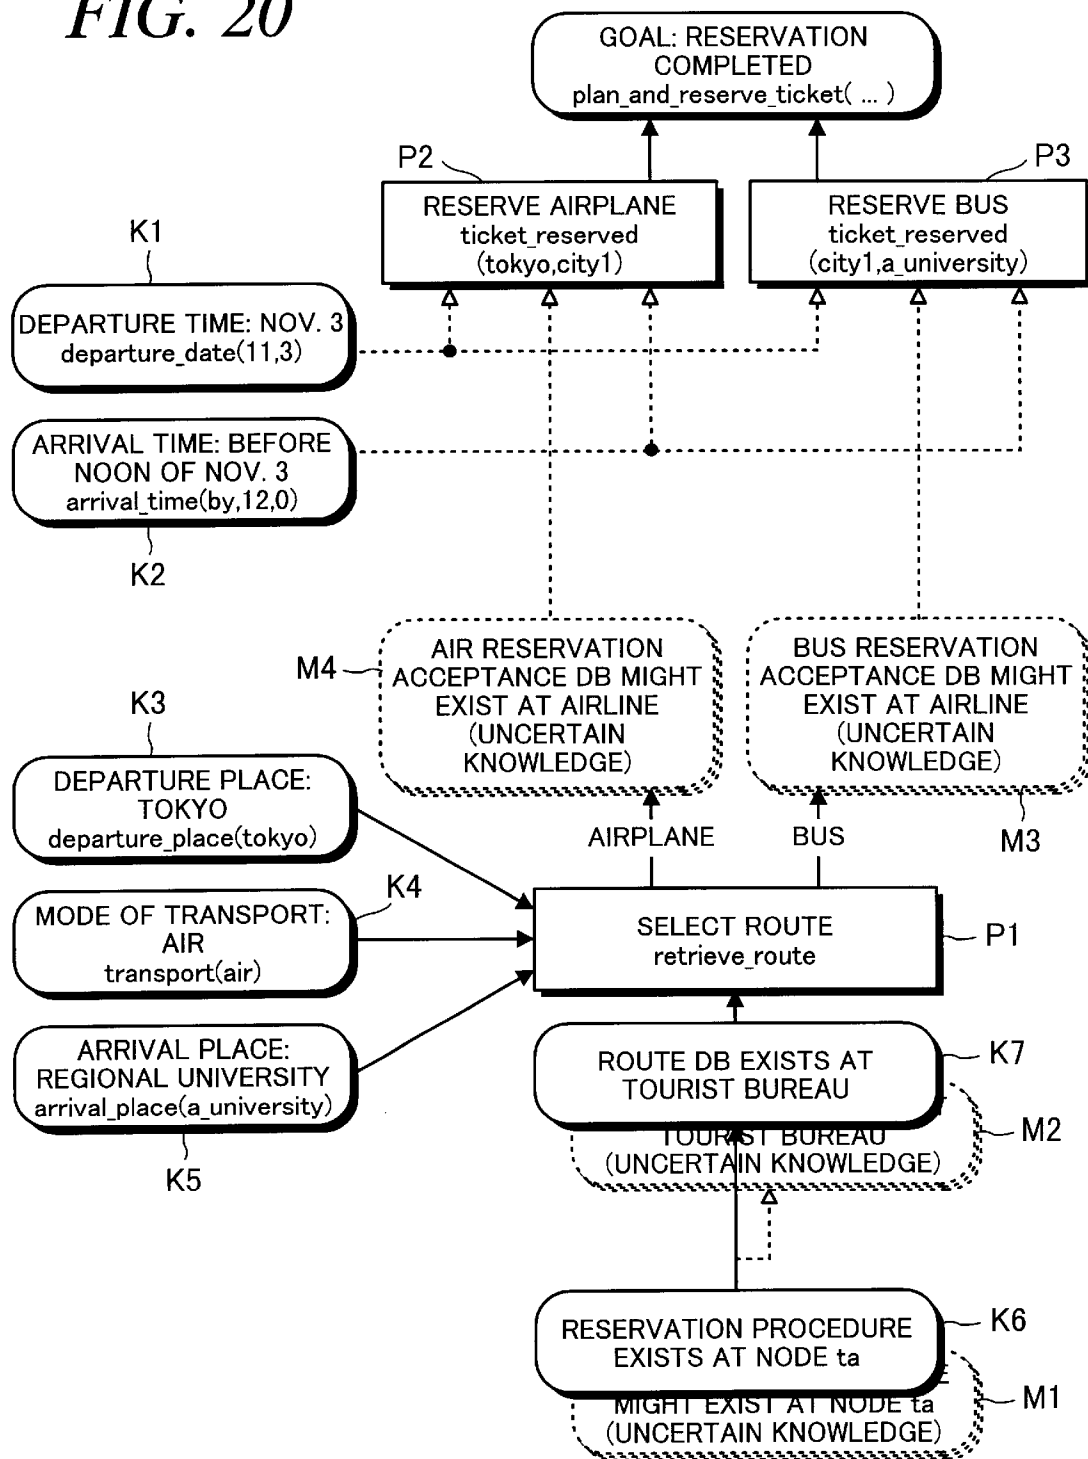 FIG. 20
GOAL: RESERVATION
COMPLETED
plan_and_reserve_ticket( ... )
P2
RESERVE AIRPLANE
ticket_reserved
(tokyo,city1)
P3
RESERVE BUS
ticket_reserved
(city1,a_university)
K1
DEPARTURE TIME: NOV. 3
departure_date(11,3)
ARRIVAL TIME: BEFORE
NOON OF NOV. 3
arrival_time(by,12,0)
K2
M4
AIR RESERVATION
ACCEPTANCE DB MIGHT
EXIST AT AIRLINE
(UNCERTAIN
KNOWLEDGE)
BUS RESERVATION
ACCEPTANCE DB MIGHT
EXIST AT AIRLINE
(UNCERTAIN
KNOWLEDGE)
M3
K3
DEPARTURE PLACE:
TOKYO
departure_place(tokyo)
AIRPLANE
BUS
K4
MODE OF TRANSPORT:
AIR
transport(air)
SELECT ROUTE
retrieve_route
P1
ARRIVAL PLACE:
REGIONAL UNIVERSITY
arrival_place(a_university)
K5
ROUTE DB EXISTS AT
TOURIST BUREAU
K7
TOURIST BUREAU
(UNCERTAIN KNOWLEDGE)
M2
RESERVATION PROCEDURE
EXISTS AT NODE ta
K6
MIGHT EXIST AT NODE ta
(UNCERTAIN KNOWLEDGE)
M1